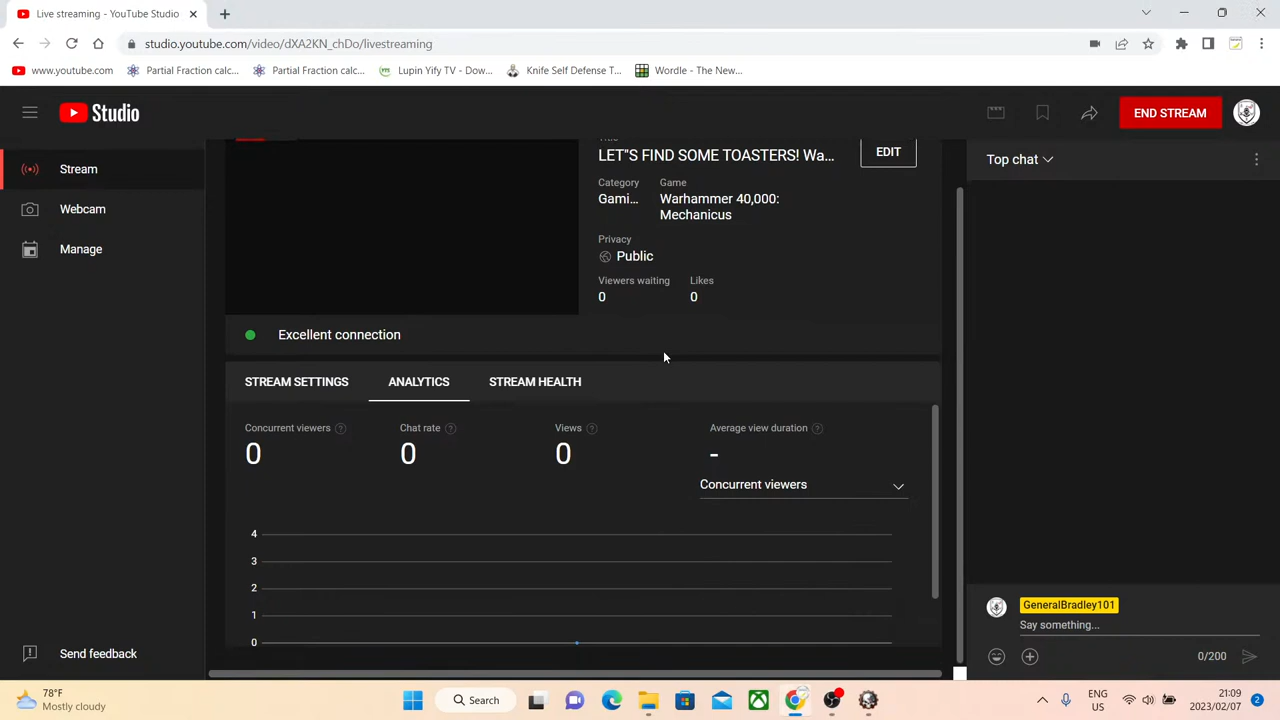 Live streaming - YouTube Studio
studio.youtube.com/video/dXA2KN_chDo/livestreaming
www.youtube.com
Partial Fraction calc...
Partial Fraction calc...
Lupin Yify TV - Dow...
Knife Self Defense T...
Wordle - The New...
Studio
END STREAM
Stream
Webcam
Manage
Send feedback
LET"S FIND SOME TOASTERS! Wa...
EDIT
Category
Game
Gami...
Warhammer 40,000:
Mechanicus
Privacy
Public
Viewers waiting
Likes
0
0
Excellent connection
STREAM SETTINGS
ANALYTICS
STREAM HEALTH
Concurrent viewers
Chat rate
Views
Average view duration
0
0
0
-
Concurrent viewers
4
3
2
1
0
Top chat
GeneralBradley101
Say something...
0/200
78°F
Mostly cloudy
Search
ENG
US
21:09
2023/02/07
2